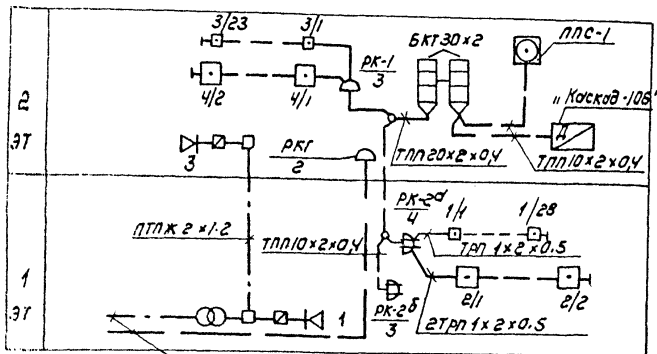 3/23
3/1
БКТ 30×2
ППС-1
РК-1
3
4/2
4/1
"Каскад-106"
Д
2
ЭТ
РКГ
2
ТПП 20×2×0,4
ТПП 10×2×0,4
3
РК-2а
4
1/1
1/28
ПТПЖ 2×1.2
ТПП 10×2×0,4
ТРП 1×2×0.5
1
ЭТ
2/1
2/2
РК-2б
3
2ТРП 1×2×0.5
1